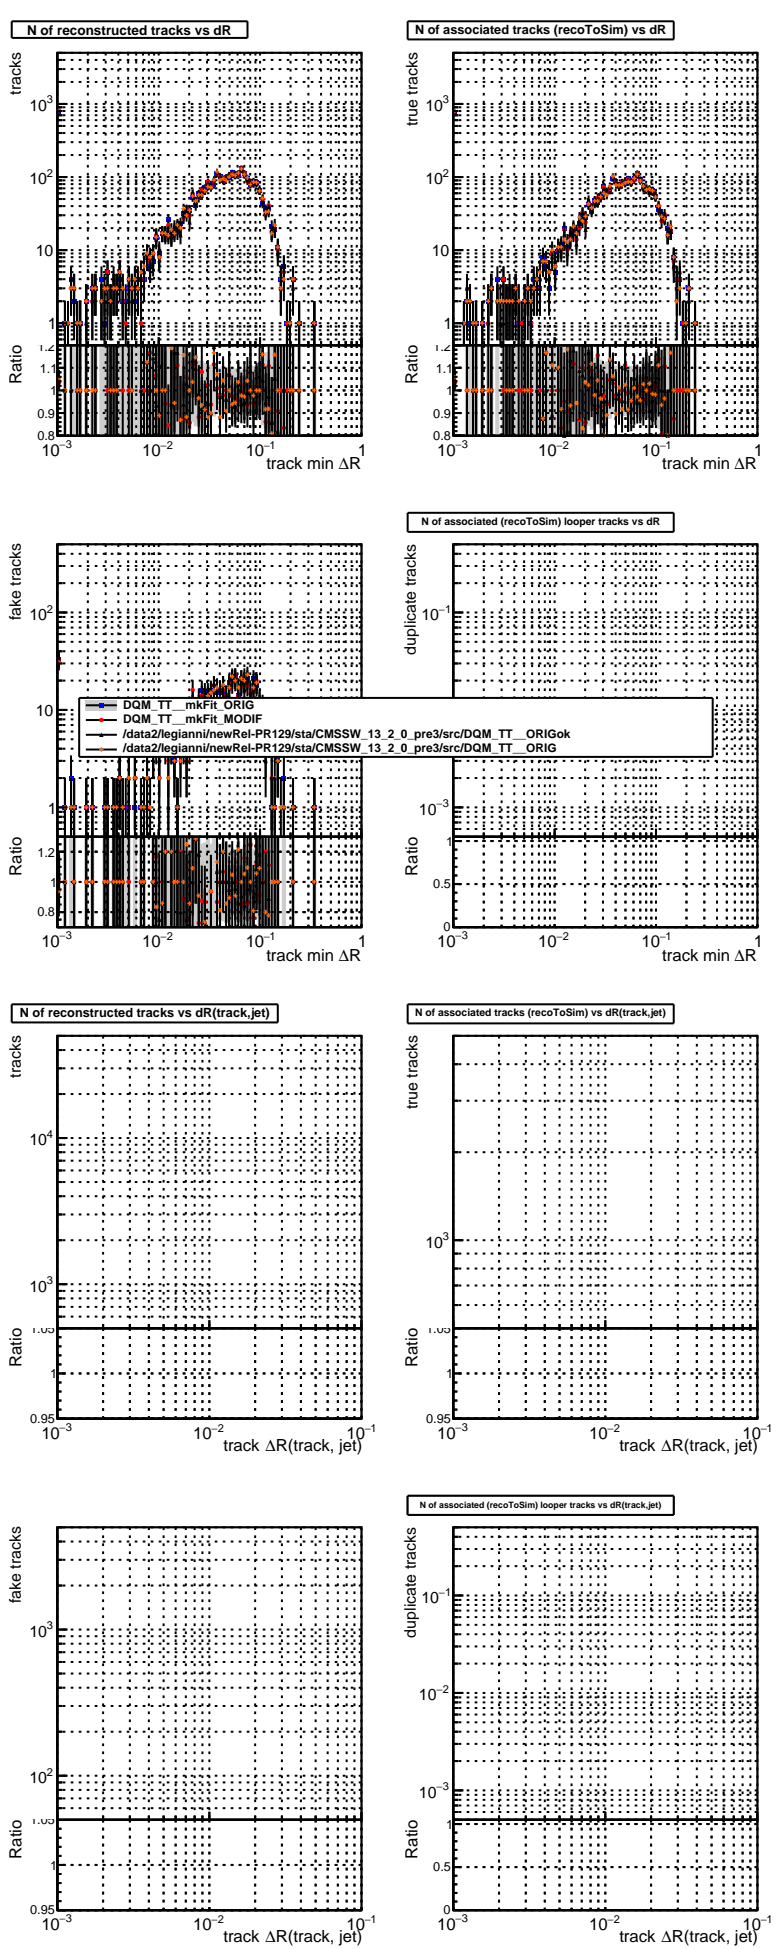 N of reconstructed tracks vs dR
tracks
10³
10²
10
1
Ratio
1.2
1.1
1
0.9
0.8
10⁻³
10⁻²
10⁻¹
1
track min ΔR
N of associated tracks (recoToSim) vs dR
true tracks
10³
10²
10
1
Ratio
1.2
1.1
1
0.9
0.8
10⁻³
10⁻²
10⁻¹
1
track min ΔR
fake tracks
10²
10
1
Ratio
1.2
1
0.8
10⁻³
10⁻²
10⁻¹
1
track min ΔR
N of associated (recoToSim) looper tracks vs dR
duplicate tracks
10⁻¹
10⁻³
Ratio
1
0.5
0
10⁻³
10⁻²
10⁻¹
1
track min ΔR
DQM_TT__mkFit_ORIG
DQM_TT__mkFit_MODIF
/data2/legianni/newRel-PR129/sta/CMSSW_13_2_0_pre3/src/DQM_TT__ORIGok
/data2/legianni/newRel-PR129/sta/CMSSW_13_2_0_pre3/src/DQM_TT__ORIG
N of reconstructed tracks vs dR(track,jet)
tracks
10⁴
10³
Ratio
1.05
1
0.95
10⁻³
10⁻²
10⁻¹
track ΔR(track, jet)
N of associated tracks (recoToSim) vs dR(track,jet)
true tracks
10³
Ratio
1.05
1
0.95
10⁻³
10⁻²
10⁻¹
track ΔR(track, jet)
fake tracks
10³
10²
Ratio
1.05
1
0.95
10⁻³
10⁻²
10⁻¹
track ΔR(track, jet)
N of associated (recoToSim) looper tracks vs dR(track,jet)
duplicate tracks
10⁻¹
10⁻²
10⁻³
Ratio
1
0.5
0
10⁻³
10⁻²
10⁻¹
track ΔR(track, jet)